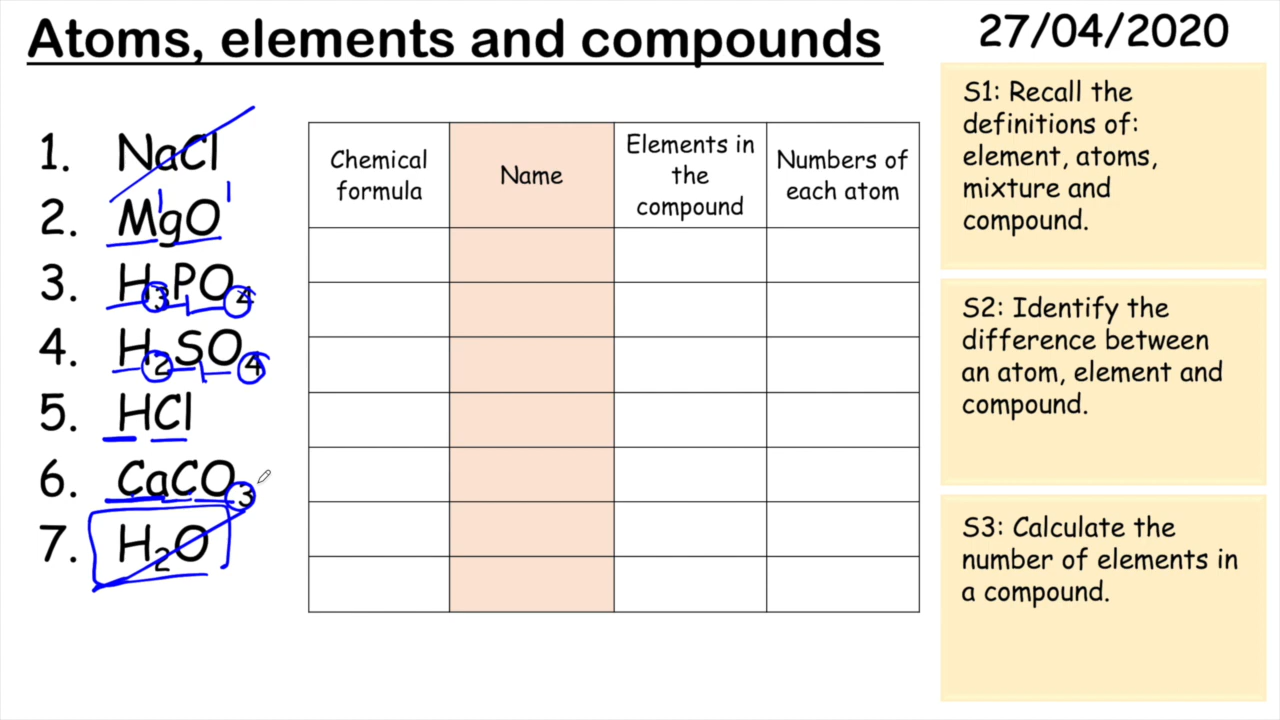 Atoms, elements and compounds
27/04/2020
1. NaCl
2. MgO
1 1
3. H₃PO₄
4. H₂SO₄
5. HCl
6. CaCO₃
7. H₂O
Chemical
formula
Name
Elements in
the
compound
Numbers of
each atom
S1: Recall the
definitions of:
element, atoms,
mixture and
compound.
S2: Identify the
difference between
an atom, element and
compound.
S3: Calculate the
number of elements in
a compound.